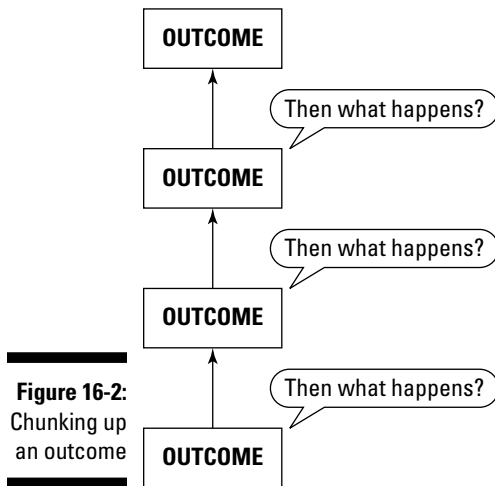 OUTCOME
Then what happens?
OUTCOME
Then what happens?
OUTCOME
Then what happens?
Figure 16-2:
Chunking up
an outcome
OUTCOME